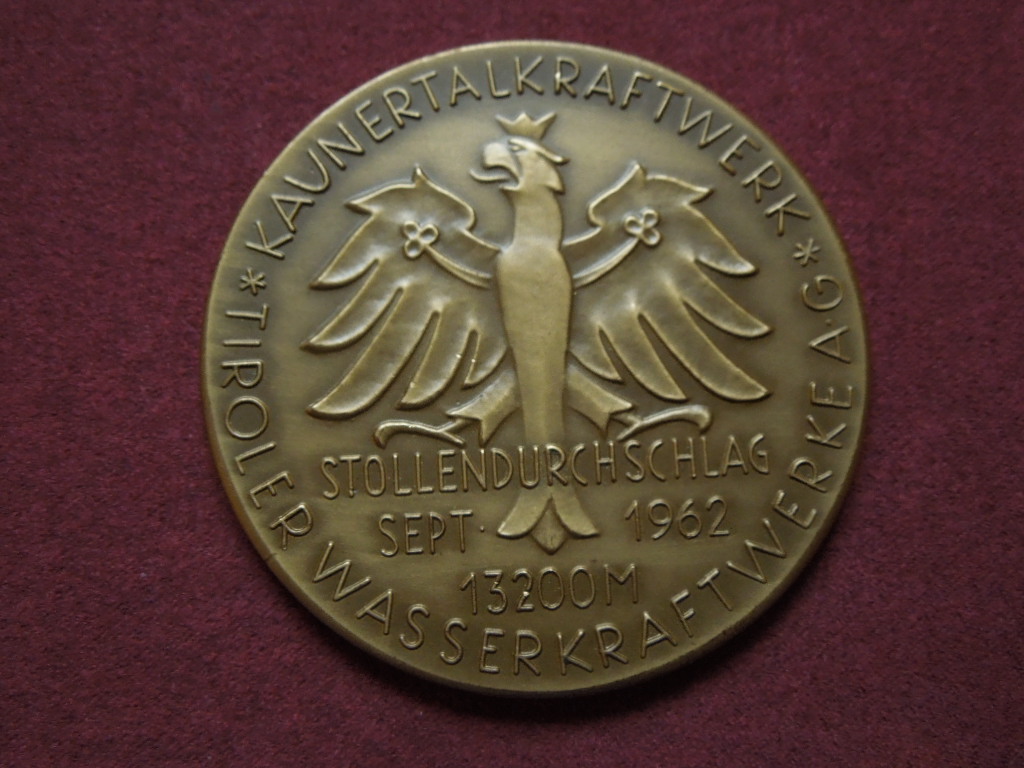 * KAUNERTALKRAFTWERK *
TIROLER WASSERKRAFTWERKE A.G
STOLLENDURCHSCHLAG
SEPT. 1962
13200M